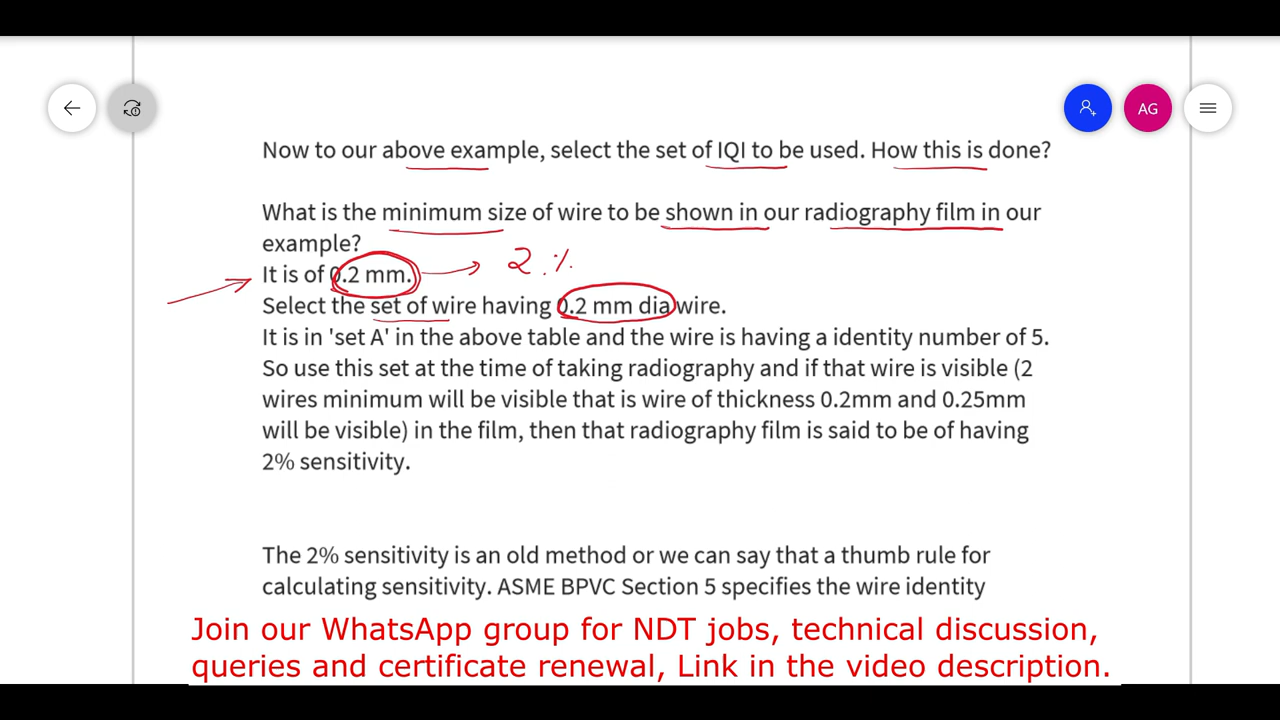 AG
Now to our above example, select the set of IQI to be used. How this is done?
What is the minimum size of wire to be shown in our radiography film in our
example?
It is of 0.2 mm. → 2 %
Select the set of wire having 0.2 mm dia wire.
It is in 'set A' in the above table and the wire is having a identity number of 5.
So use this set at the time of taking radiography and if that wire is visible (2
wires minimum will be visible that is wire of thickness 0.2mm and 0.25mm
will be visible) in the film, then that radiography film is said to be of having
2% sensitivity.
The 2% sensitivity is an old method or we can say that a thumb rule for
calculating sensitivity. ASME BPVC Section 5 specifies the wire identity
Join our WhatsApp group for NDT jobs, technical discussion,
queries and certificate renewal, Link in the video description.